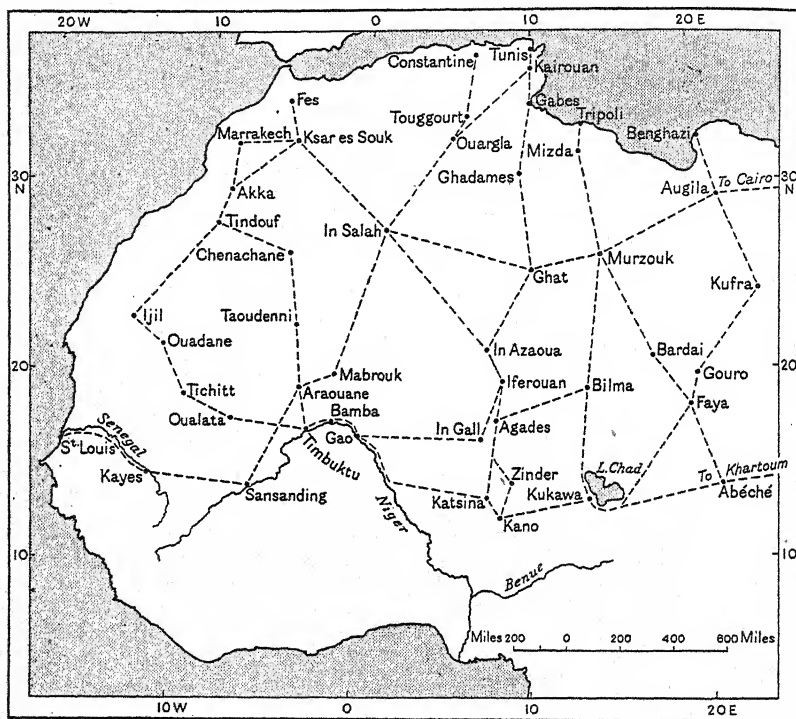 20 W 10 0 10 20 E
Constantine Tunis
Kairouan
Fes
Touggourt Gabes
Tripoli
Marrakech Ksar es Souk Ouargla Benghazi
Mizda
30 N Ghadames 30 N
Akka Augila To Cairo
Tindouf In Salah
Chenachane Ghat Murzouk
Kufra
Ijil Taoudenni
Ouadane In Azaoua Bardai
20 Mabrouk Iferouan Gouro 20
Tichitt Araouane Bilma
Bamba Faya
Oualata Gao In Gall Agades
Senegal
St. Louis Timbuktu
Kayes Zinder L. Chad To Khartoum
Sansanding Katsina Kukawa Abéché
Niger Kano
10 10
Benue
Miles 200 0 200 400 600 Miles
10 W 0 10 E 20 E